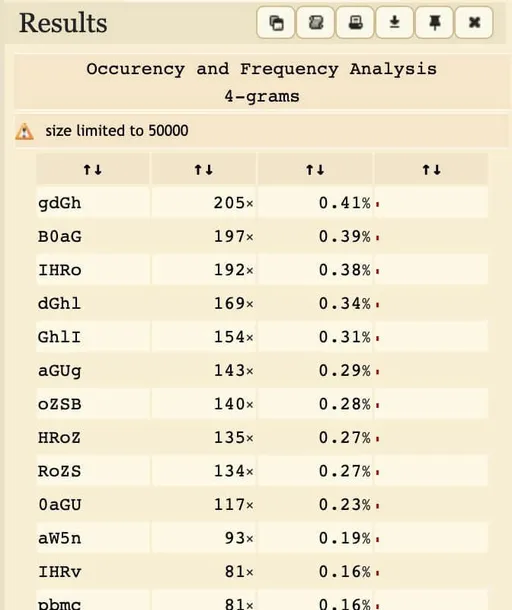 Results
Occurency and Frequency Analysis
4-grams
size limited to 50000
↑↓ ↑↓ ↑↓ ↑↓
gdGh 205× 0.41%
B0aG 197× 0.39%
IHRo 192× 0.38%
dGhl 169× 0.34%
GhlI 154× 0.31%
aGUg 143× 0.29%
oZSB 140× 0.28%
HRoZ 135× 0.27%
RoZS 134× 0.27%
0aGU 117× 0.23%
aW5n 93× 0.19%
IHRv 81× 0.16%
pbmc 81× 0.16%